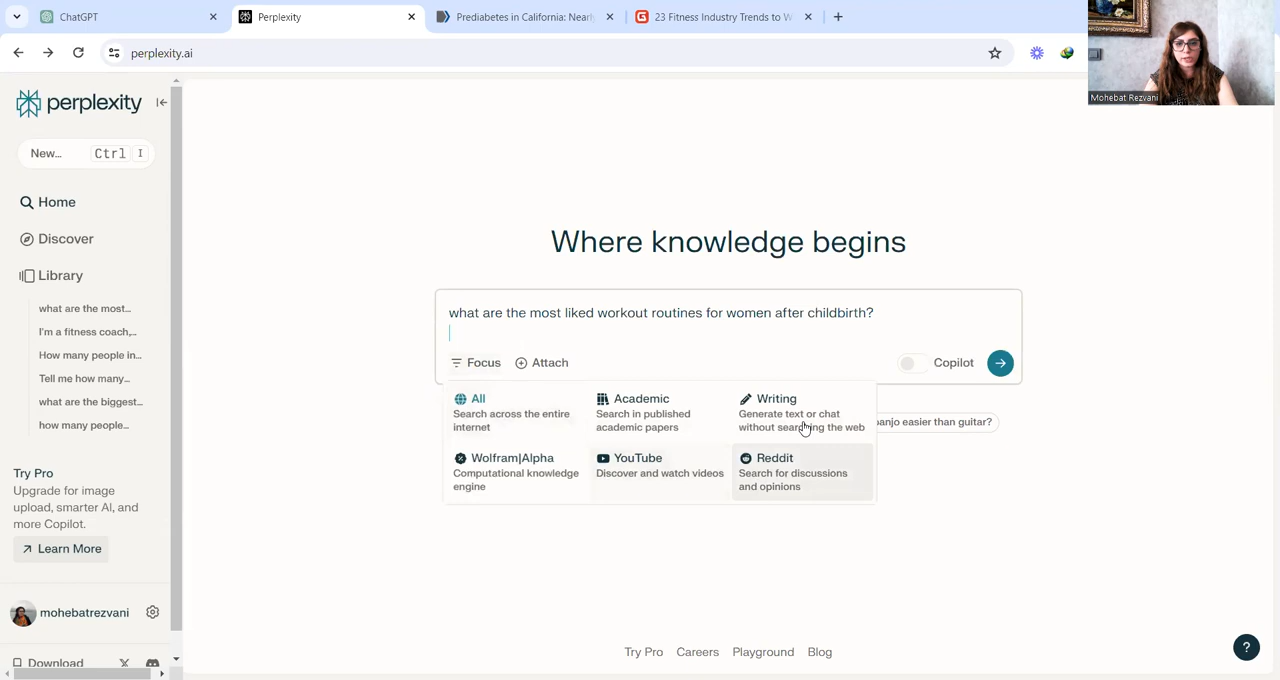 ChatGPT
Perplexity
Prediabetes in California: Nearl
23 Fitness Industry Trends to W
perplexity.ai
Mohebat Rezvani
perplexity
New...
Ctrl I
Home
Discover
Library
what are the most...
I'm a fitness coach,...
How many people in...
Tell me how many...
what are the biggest...
how many people...
Try Pro
Upgrade for image
upload, smarter AI, and
more Copilot.
Learn More
mohebatrezvani
Download
Where knowledge begins
what are the most liked workout routines for women after childbirth?
Focus
Attach
Copilot
All
Search across the entire
internet
Academic
Search in published
academic papers
Writing
Generate text or chat
without searching the web
Wolfram|Alpha
Computational knowledge
engine
YouTube
Discover and watch videos
Reddit
Search for discussions
and opinions
banjo easier than guitar?
Try Pro
Careers
Playground
Blog
?